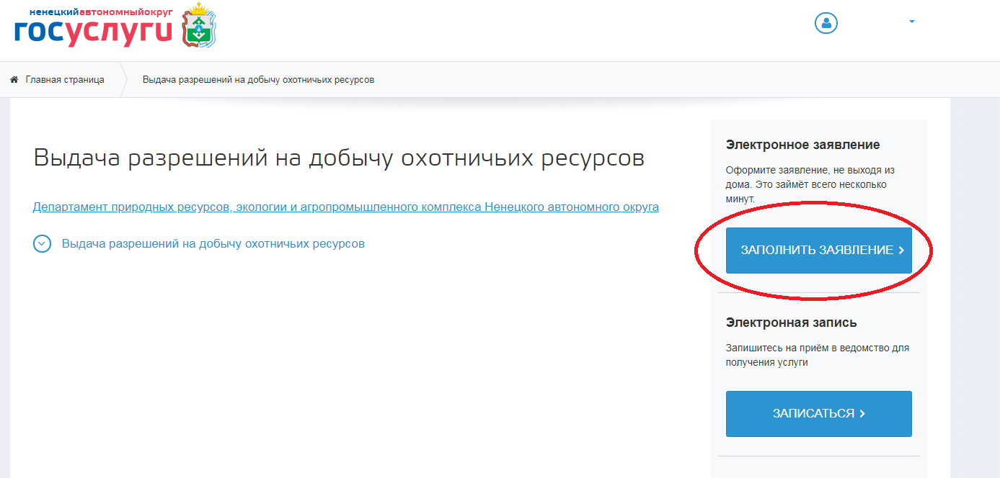 ненецкийавтономныйокруг
госуслуги
Главная страница
Выдача разрешений на добычу охотничьих ресурсов
Выдача разрешений на добычу охотничьих ресурсов
Департамент природных ресурсов, экологии и агропромышленного комплекса Ненецкого автономного округа
Выдача разрешений на добычу охотничьих ресурсов
Электронное заявление
Оформите заявление, не выходя из
дома. Это займёт всего несколько
минут.
ЗАПОЛНИТЬ ЗАЯВЛЕНИЕ
Электронная запись
Запишитесь на приём в ведомство для
получения услуги
ЗАПИСАТЬСЯ